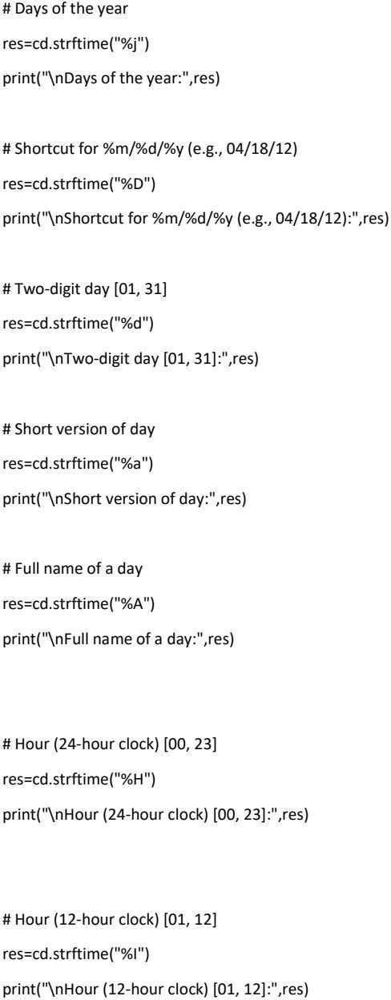 # Days of the year
res=cd.strftime("%j")
print("\nDays of the year:",res)
# Shortcut for %m/%d/%y (e.g., 04/18/12)
res=cd.strftime("%D")
print("\nShortcut for %m/%d/%y (e.g., 04/18/12):",res)
# Two-digit day [01, 31]
res=cd.strftime("%d")
print("\nTwo-digit day [01, 31]:",res)
# Short version of day
res=cd.strftime("%a")
print("\nShort version of day:",res)
# Full name of a day
res=cd.strftime("%A")
print("\nFull name of a day:",res)
# Hour (24-hour clock) [00, 23]
res=cd.strftime("%H")
print("\nHour (24-hour clock) [00, 23]:",res)
# Hour (12-hour clock) [01, 12]
res=cd.strftime("%I")
print("\nHour (12-hour clock) [01, 12]:",res)